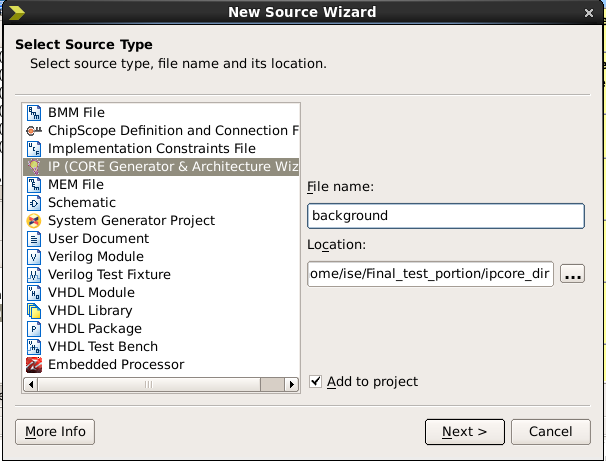 New Source Wizard
Select Source Type
Select source type, file name and its location.
BMM File
ChipScope Definition and Connection F
Implementation Constraints File
IP (CORE Generator & Architecture Wiz
MEM File
Schematic
System Generator Project
User Document
Verilog Module
Verilog Test Fixture
VHDL Module
VHDL Library
VHDL Package
VHDL Test Bench
Embedded Processor
File name:
background
Location:
ome/ise/Final_test_portion/ipcore_dir
...
Add to project
More Info
Next >
Cancel